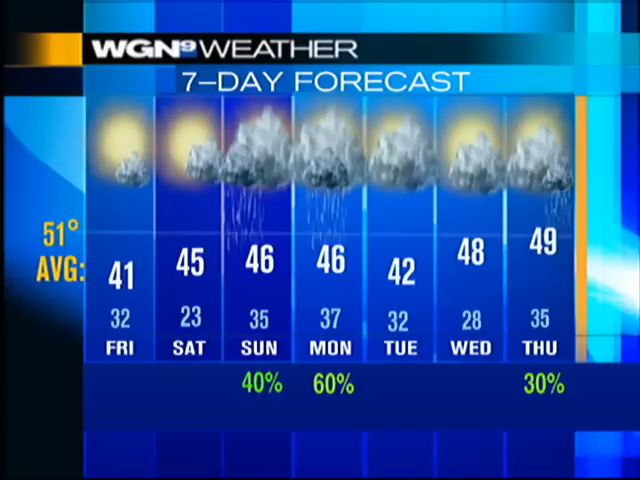 WGN9 WEATHER
7-DAY FORECAST
51°
AVG:
41 45 46 46 42 48 49
32 23 35 37 32 28 35
FRI SAT SUN MON TUE WED THU
40% 60% 30%